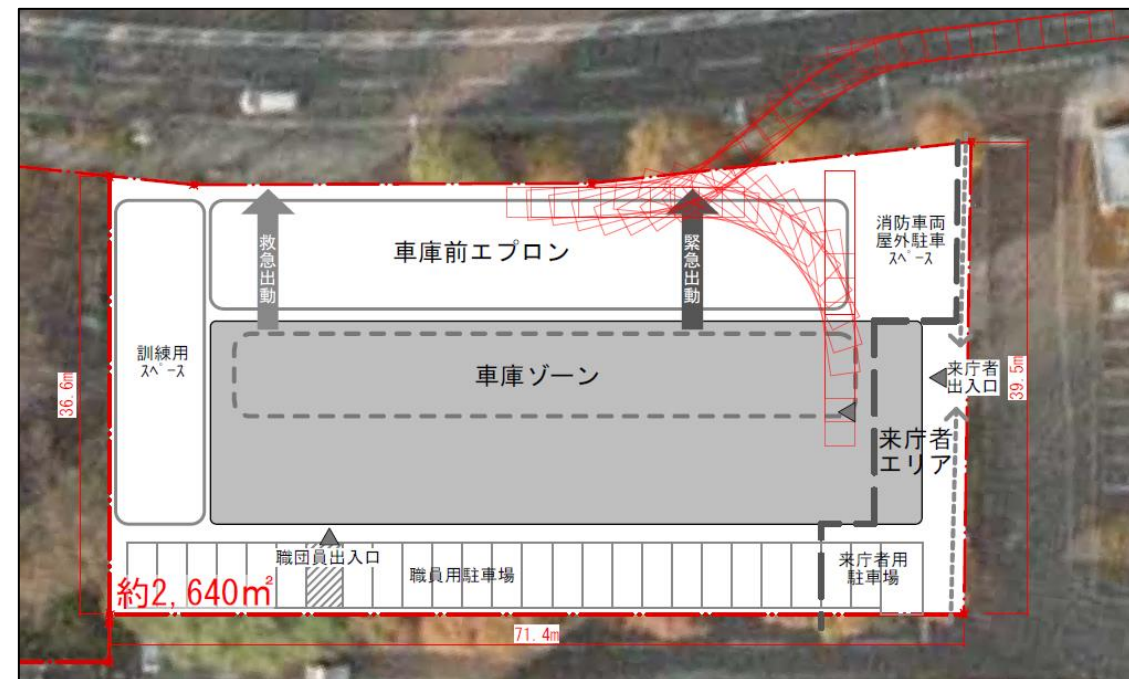 救急出動
車庫前エプロン
緊急出動
消防車両
屋外駐車
スペース
訓練用
スペース
車庫ゾーン
来庁者
出入口
36.6m
39.5m
来庁者
エリア
職団員出入口
職員用駐車場
来庁者用
駐車場
約2,640㎡
71.4m